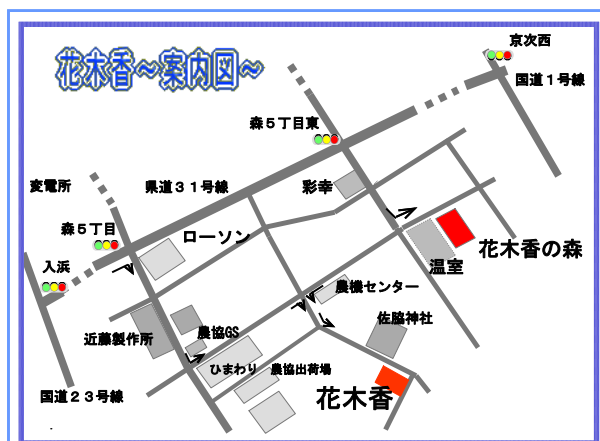 花木香～案内図～
京次西
国道１号線
森５丁目東
彩幸
変電所
県道３１号線
森５丁目
ローソン
入浜
花木香の森
温室
農機センター
佐脇神社
農協GS
近藤製作所
ひまわり
農協出荷場
国道２３号線
花木香